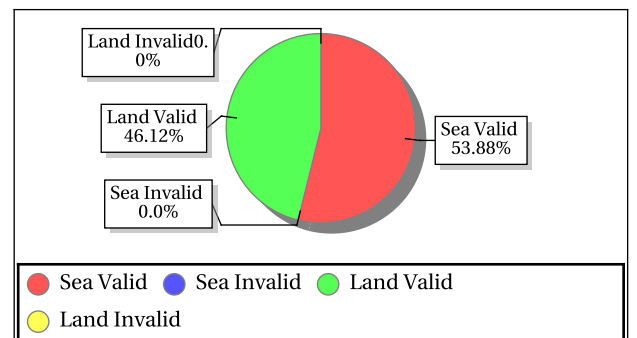 Land Invalid0.
0%
Land Valid
46.12%
Sea Valid
53.88%
Sea Invalid
0.0%
Sea Valid Sea Invalid Land Valid
Land Invalid